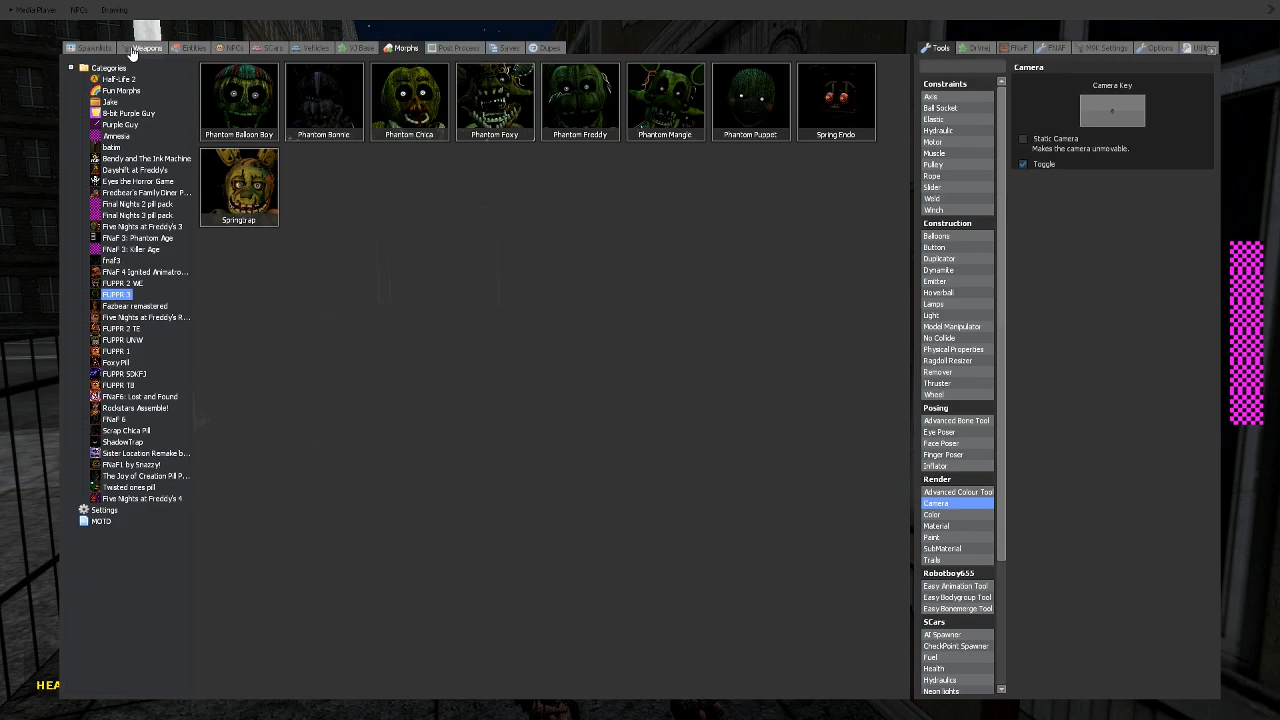 Media Player NPCs Drawing
Spawnlists Weapons Entities NPCs SCars Vehicles VJ Base Morphs Post Process Saves Dupes
Categories
Half-Life 2
Fun Morphs
Jake
8-bit Purple Guy
Purple Guy
Amnesia
batim
Bendy and The Ink Machine
Dayshift at Freddy's
Eyes the Horror Game
Fredbear's Family Diner P...
Final Nights 2 pill pack
Final Nights 3 pill pack
Five Nights at Freddy's 3
FNaF 3: Phantom Age
FNaF 3: Killer Age
fnaf3
FNaF 4 Ignited Animatro...
FUPPR 2 WE
FUPPR 3
Fazbear remastered
Five Nights at Freddy's R...
FUPPR 2 TE
FUPPR UNW
FUPPR 1
Foxy Pill
FUPPR SDKFJ
FUPPR TB
FNaF6: Lost and Found
Rockstars Assemble!
FNaF 6
Scrap Chica Pill
ShadowTrap
Sister Location Remake b...
FNaF1 by Snazzy!
The Joy of Creation Pill P...
Twisted ones pill
Five Nights at Freddy's 4
Settings
MOTD
Phantom Balloon Boy Phantom Bonnie Phantom Chica Phantom Foxy Phantom Freddy Phantom Mangle Phantom Puppet Spring Endo
Springtrap
Tools DrVrej FNaF FNAF M9K Settings Options Utili
Constraints
Axis
Ball Socket
Elastic
Hydraulic
Motor
Muscle
Pulley
Rope
Slider
Weld
Winch
Construction
Balloons
Button
Duplicator
Dynamite
Emitter
Hoverball
Lamps
Light
Model Manipulator
No Collide
Physical Properties
Ragdoll Resizer
Remover
Thruster
Wheel
Posing
Advanced Bone Tool
Eye Poser
Face Poser
Finger Poser
Inflator
Render
Advanced Colour Tool
Camera
Color
Material
Paint
SubMaterial
Trails
Robotboy655
Easy Animation Tool
Easy Bodygroup Tool
Easy Bonemerge Tool
SCars
AI Spawner
CheckPoint Spawner
Fuel
Health
Hydraulics
Neon lights
Camera
Camera Key
Static Camera
Makes the camera unmovable.
Toggle
HEA